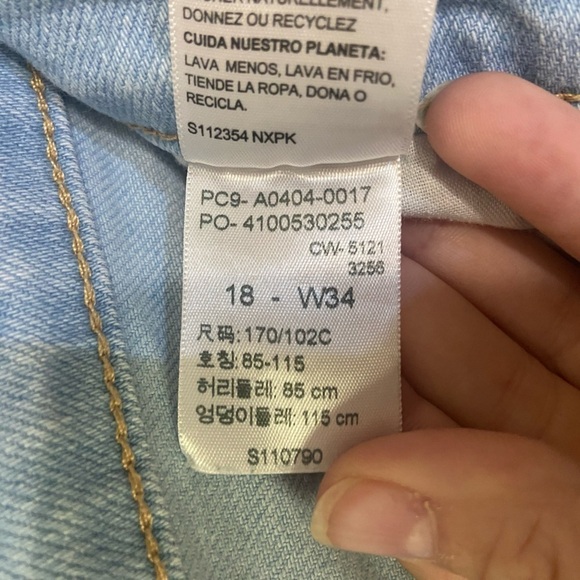 NATURELLEMENT,
DONNEZ OU RECYCLEZ
CUIDA NUESTRO PLANETA:
LAVA MENOS, LAVA EN FRIO,
TIENDE LA ROPA, DONA O
RECICLA.
S112354 NXPK
PC9- A0404-0017
PO- 4100530255
CW- 5121
3256
18 - W34
尺码: 170/102C
호칭: 85-115
허리둘레: 85 cm
엉덩이둘레: 115 cm
S110790